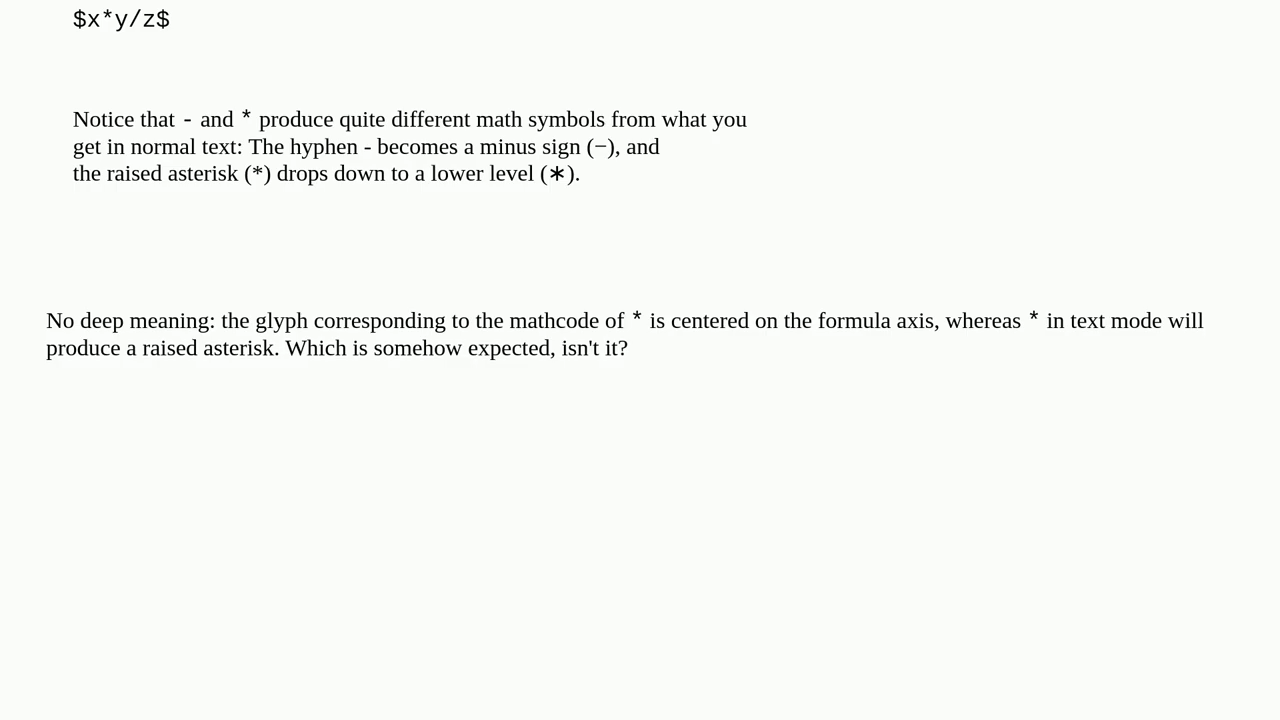 $x*y/z$
Notice that - and * produce quite different math symbols from what you
get in normal text: The hyphen - becomes a minus sign (−), and
the raised asterisk (*) drops down to a lower level (∗).
No deep meaning: the glyph corresponding to the mathcode of * is centered on the formula axis, whereas * in text mode will
produce a raised asterisk. Which is somehow expected, isn't it?